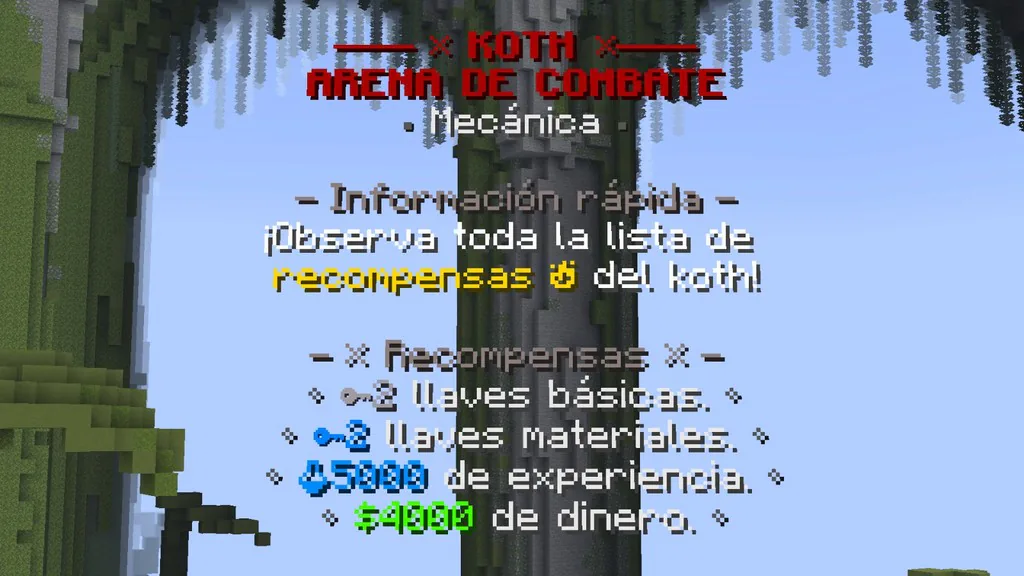 —— ⚔ KOTH ⚔ ——
ARENA DE COMBATE
· Mecánica ·
– Información rápida –
¡Observa toda la lista de
recompensas del koth!
– ⚔ Recompensas ⚔ –
2 llaves básicas.
2 llaves materiales.
5000 de experiencia.
$4000 de dinero.